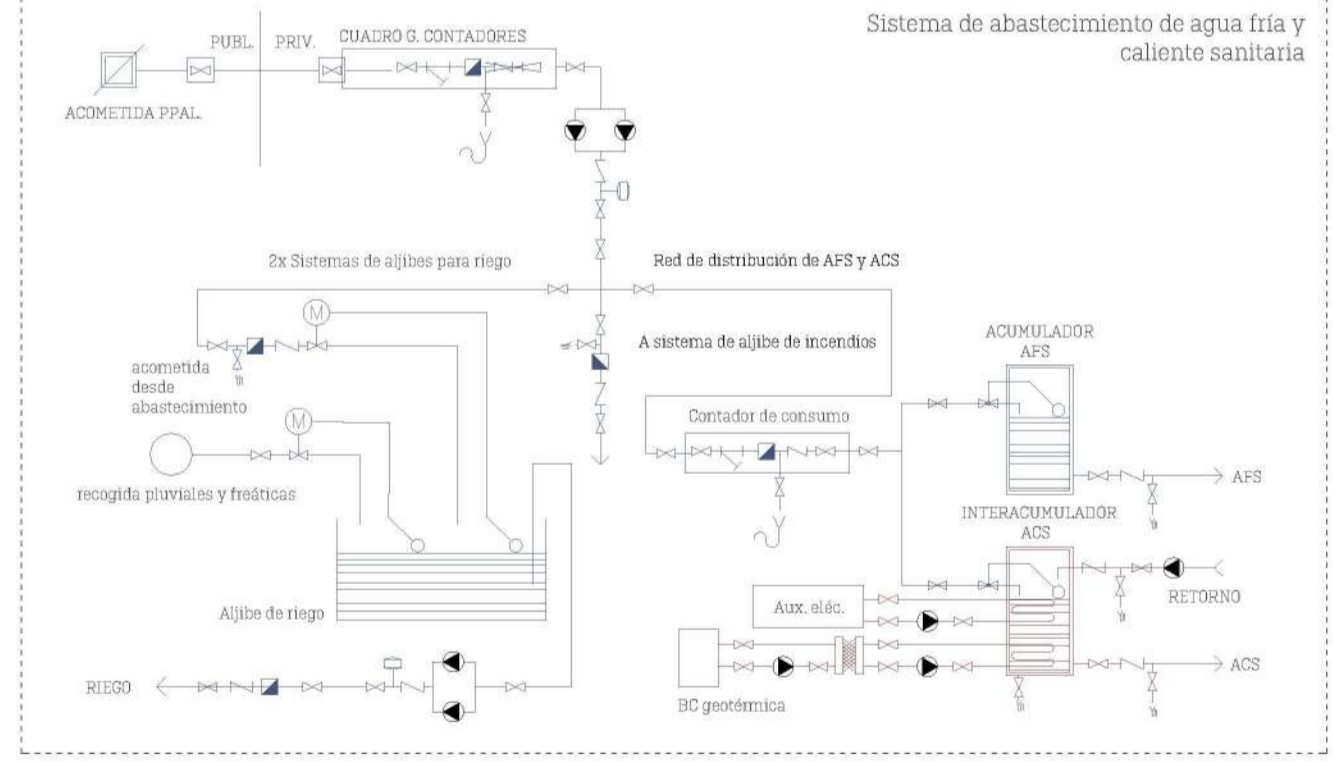 Sistema de abastecimiento de agua fría y
caliente sanitaria
PUBL.
PRIV.
CUADRO G. CONTADORES
ACOMETIDA PPAL.
2x Sistemas de aljibes para riego
Red de distribución de AFS y ACS
M
A sistema de aljibe de incendios
ACUMULADOR
AFS
acometida
desde
abastecimiento
M
Contador de consumo
recogida pluviales y freáticas
AFS
INTERACUMULADOR
ACS
Aljibe de riego
Aux. eléc.
RETORNO
RIEGO
BC geotérmica
ACS